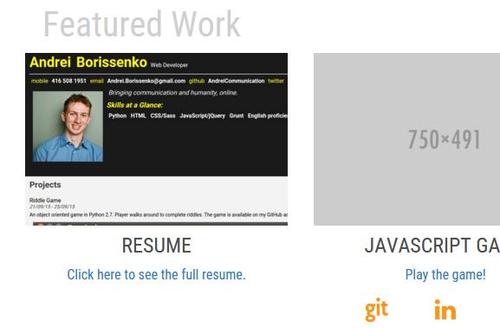 Featured Work
Andrei Borissenko Web Developer
mobile 416 508 1951 email Andrei.Borissenko@gmail.com github AndreiCommunication twitter
Bringing communication and humanity, online.
Skills at a Glance:
Python HTML CSS/Sass JavaScript/jQuery Grunt English proficie
Projects
Riddle Game
21/09/15 - 25/09/15
An object oriented game in Python 2.7. Player walks around to complete riddles. The game is available on my GitHub ac
750×491
RESUME
JAVASCRIPT GA
Click here to see the full resume.
Play the game!
git
in